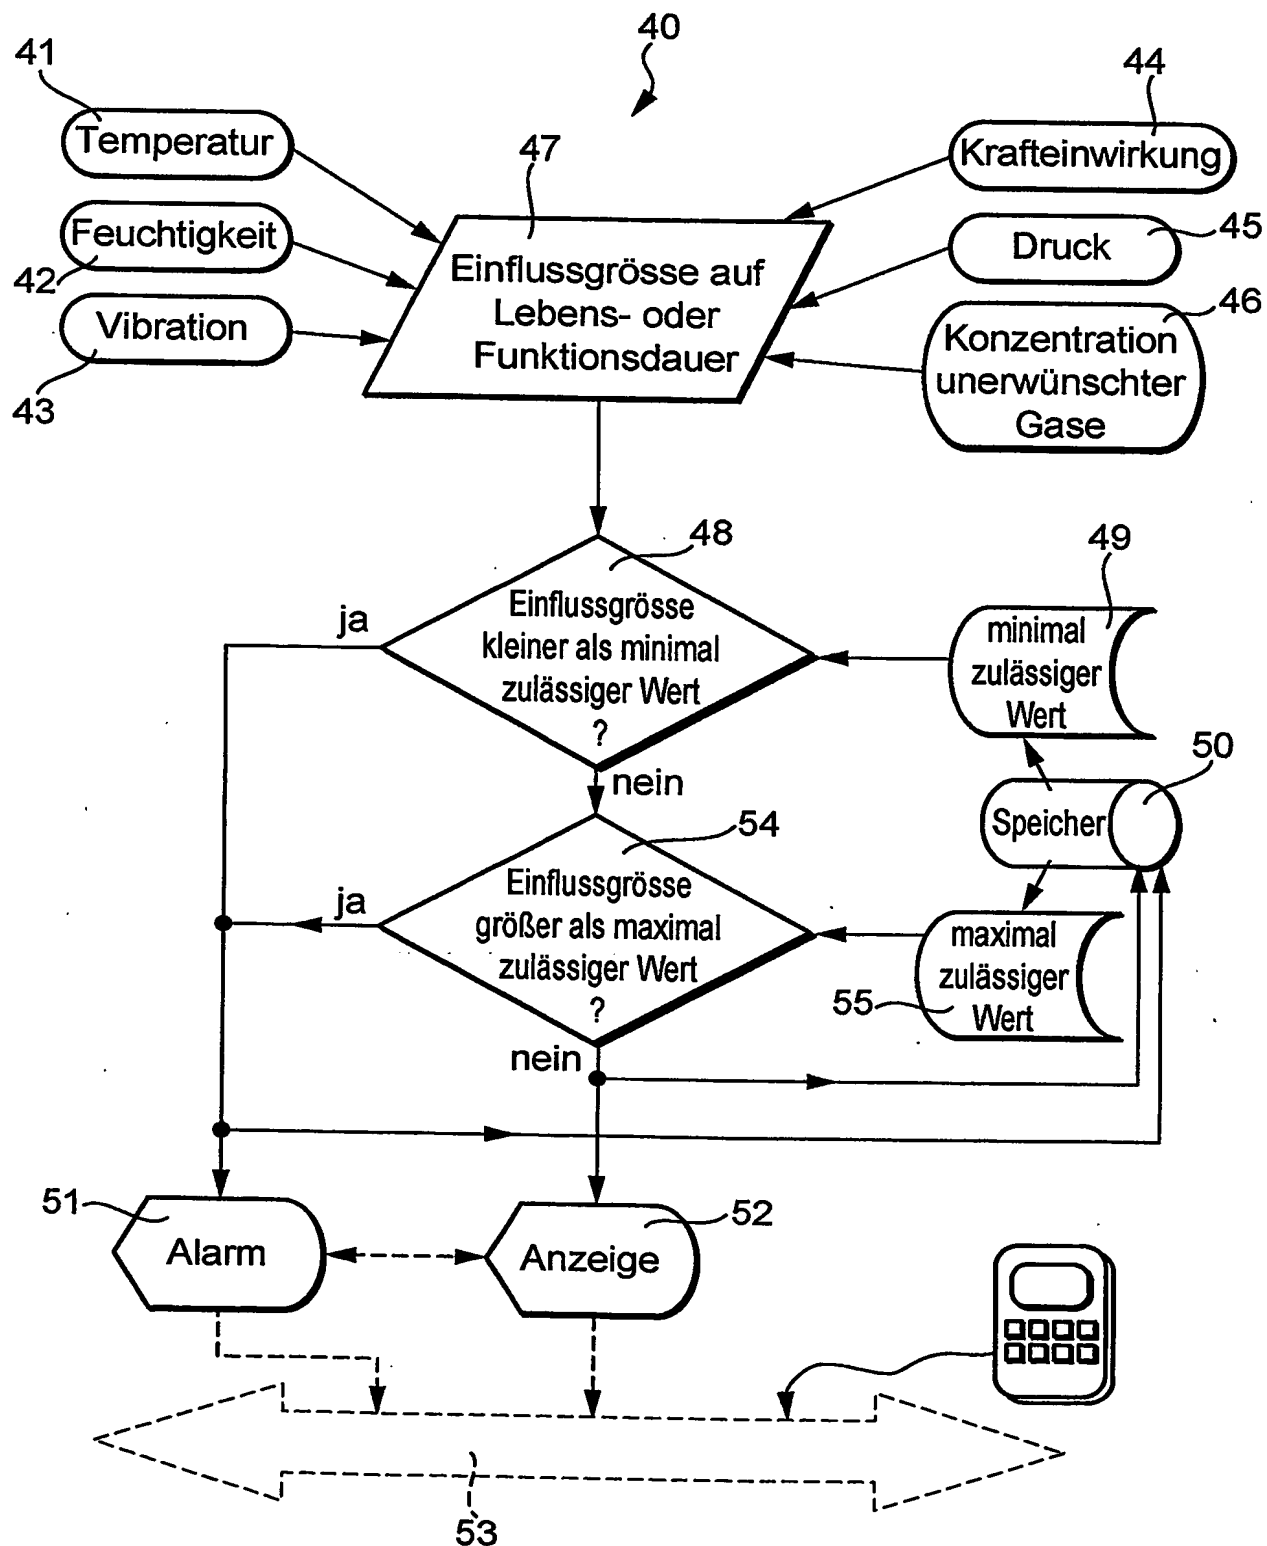 40
41
Temperatur
Feuchtigkeit
42
Vibration
43
47
Einflussgrösse auf
Lebens- oder
Funktionsdauer
44
Krafteinwirkung
45
Druck
46
Konzentration
unerwünschter
Gase
48
Einflussgrösse
kleiner als minimal
zulässiger Wert
?
ja
nein
49
minimal
zulässiger
Wert
50
Speicher
54
Einflussgrösse
größer als maximal
zulässiger Wert
?
ja
nein
maximal
zulässiger
Wert
55
51
Alarm
52
Anzeige
53